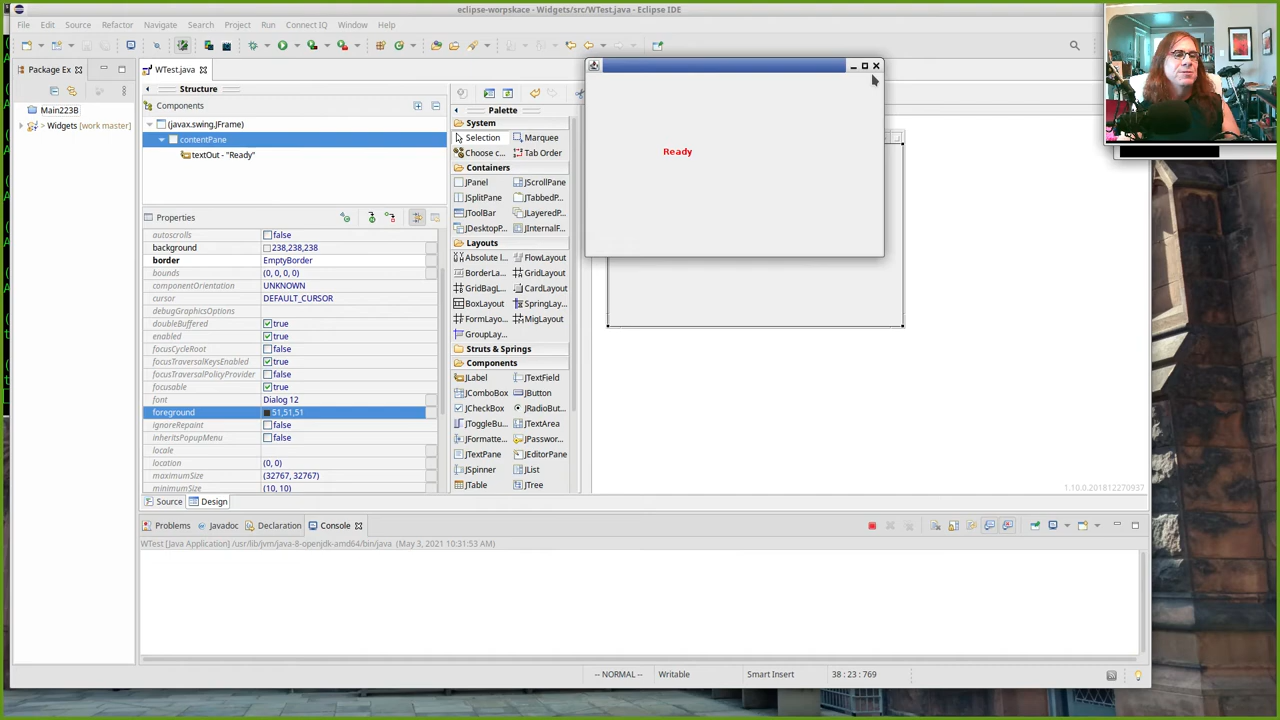 eclipse-worpskace - Widgets/src/WTest.java - Eclipse IDE
File Edit Source Refactor Navigate Search Project Run Connect IQ Window Help
Package Ex
Main223B
Widgets [work master]
WTest.java
Structure
Components
(javax.swing.JFrame)
contentPane
textOut - "Ready"
Properties
autoscrolls false
background 238,238,238
border EmptyBorder
bounds (0, 0, 0, 0)
componentOrientation UNKNOWN
cursor DEFAULT_CURSOR
debugGraphicsOptions
doubleBuffered true
enabled true
focusCycleRoot false
focusTraversalKeysEnabled true
focusTraversalPolicyProvider false
focusable true
font Dialog 12
foreground 51,51,51
ignoreRepaint false
inheritsPopupMenu false
locale
location (0, 0)
maximumSize (32767, 32767)
minimumSize (10, 10)
Source Design
Palette
System
Selection Marquee
Choose c... Tab Order
Containers
JPanel JScrollPane
JSplitPane JTabbedP...
JToolBar JLayeredP...
JDesktopP... JInternalF...
Layouts
Absolute l... FlowLayout
BorderLa... GridLayout
GridBagL... CardLayout
BoxLayout SpringLay...
FormLayo... MigLayout
GroupLay...
Struts & Springs
Components
JLabel JTextField
JComboBox JButton
JCheckBox JRadioBut...
JToggleBu... JTextArea
JFormatte... JPasswor...
JTextPane JEditorPane
JSpinner JList
JTable JTree
Ready
1.10.0.201812270937
Problems Javadoc Declaration Console
WTest [Java Application] /usr/lib/jvm/java-8-openjdk-amd64/bin/java (May 3, 2021 10:31:53 AM)
-- NORMAL -- Writable Smart Insert 38 : 23 : 769